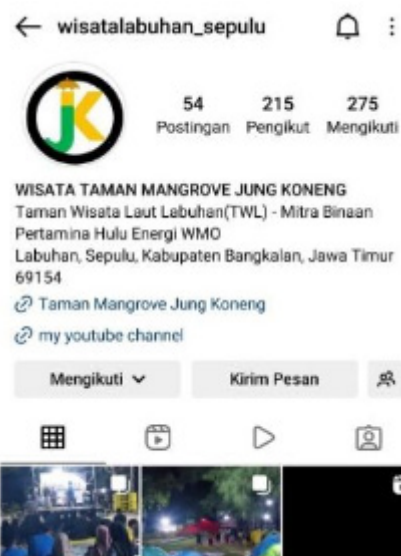 wisatalabuhan_sepulu
JK
54 215 275
Postingan Pengikut Mengikuti
WISATA TAMAN MANGROVE JUNG KONENG
Taman Wisata Laut Labuhan(TWL) - Mitra Binaan
Pertamina Hulu Energi WMO
Labuhan, Sepulu, Kabupaten Bangkalan, Jawa Timur
69154
Taman Mangrove Jung Koneng
my youtube channel
Mengikuti Kirim Pesan